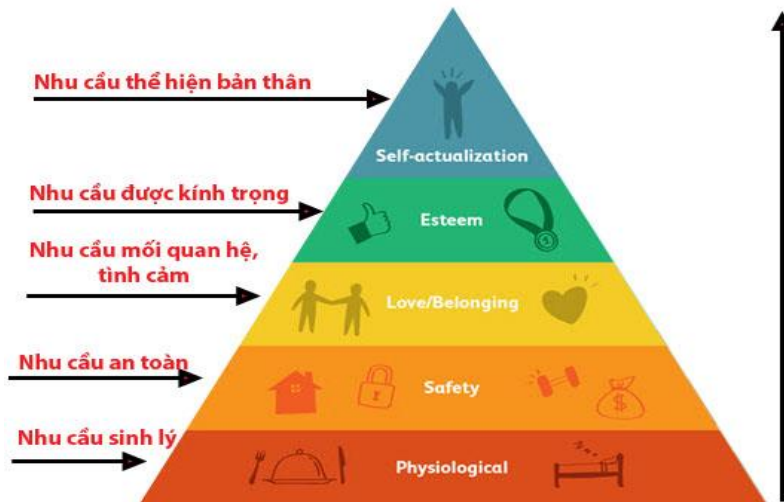 Nhu cầu thể hiện bản thân
Self-actualization
Nhu cầu được kính trọng
Esteem
Nhu cầu mối quan hệ,
tình cảm
Love/Belonging
Nhu cầu an toàn
Safety
Nhu cầu sinh lý
Physiological